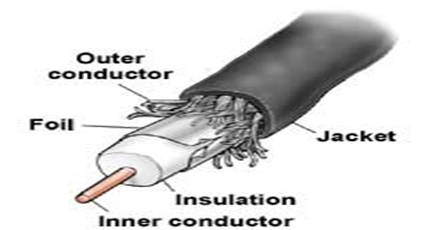 Outer
conductor
Foil
Jacket
Insulation
Inner conductor